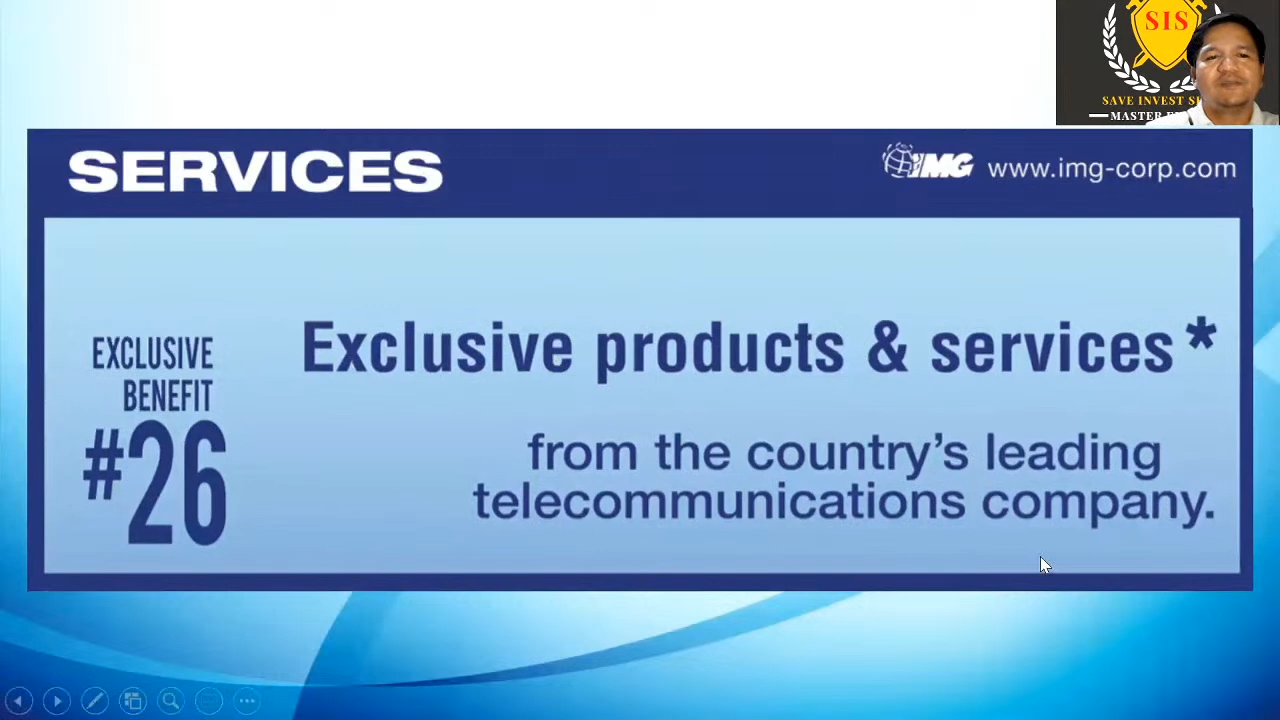 SIS
SAVE INVEST
MASTER
SERVICES
IMG www.img-corp.com
EXCLUSIVE
BENEFIT
#26
Exclusive products & services*
from the country's leading
telecommunications company.